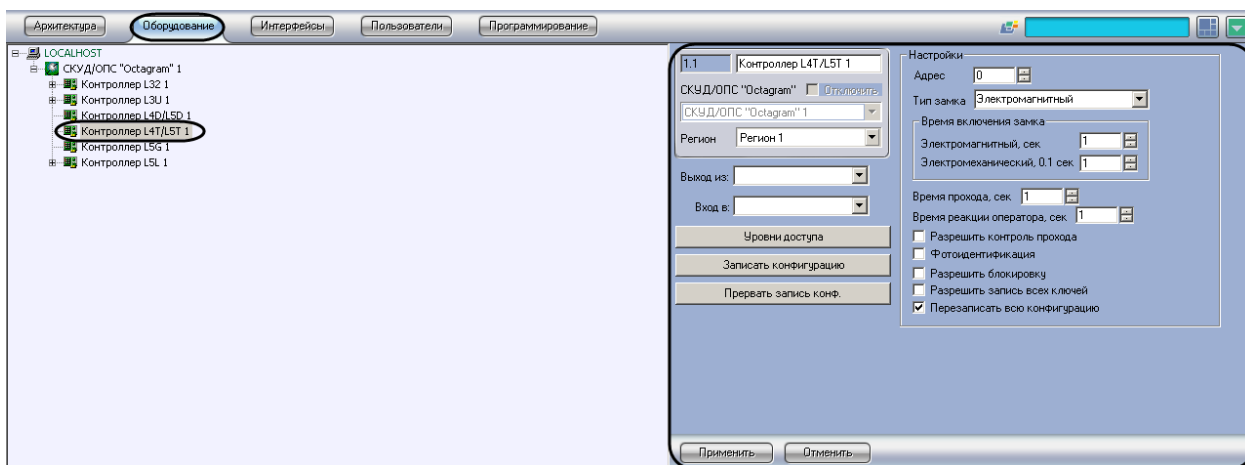 Архитектура Оборудование Интерфейсы Пользователи Программирование
LOCALHOST
СКУД/ОПС "Octagram" 1
Контроллер L32 1
Контроллер L3U 1
Контроллер L4D/L5D 1
Контроллер L4T/L5T 1
Контроллер L5G 1
Контроллер L5L 1
1.1 Контроллер L4T/L5T 1
СКУД/ОПС "Octagram" Отключить
СКУД/ОПС "Octagram" 1
Регион Регион 1
Выход из:
Вход в:
Уровни доступа
Записать конфигурацию
Прервать запись конф.
Настройки
Адрес 0
Тип замка Электромагнитный
Время включения замка
Электромагнитный, сек 1
Электромеханический, 0.1 сек 1
Время прохода, сек 1
Время реакции оператора, сек 1
Разрешить контроль прохода
Фотоидентификация
Разрешить блокировку
Разрешить запись всех ключей
Перезаписать всю конфигурацию
Применить Отменить